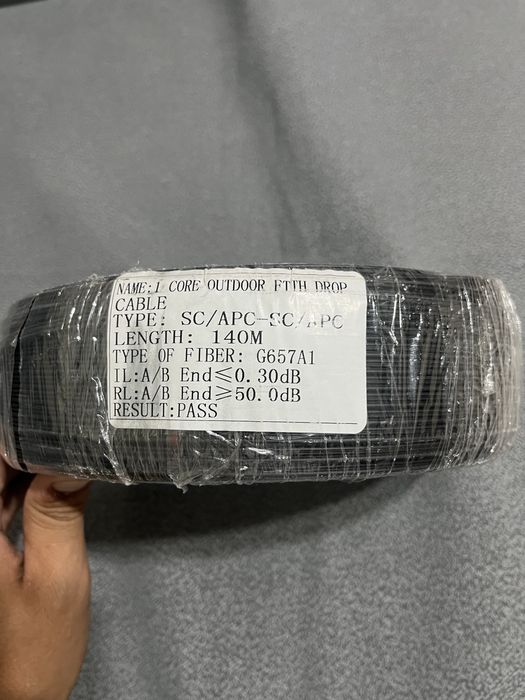 NAME:1 CORE OUTDOOR FTTH DROP
CABLE
TYPE: SC/APC-SC/APC
LENGTH: 140M
TYPE OF FIBER: G657A1
IL:A/B End≤0.30dB
RL:A/B End≥50.0dB
RESULT:PASS